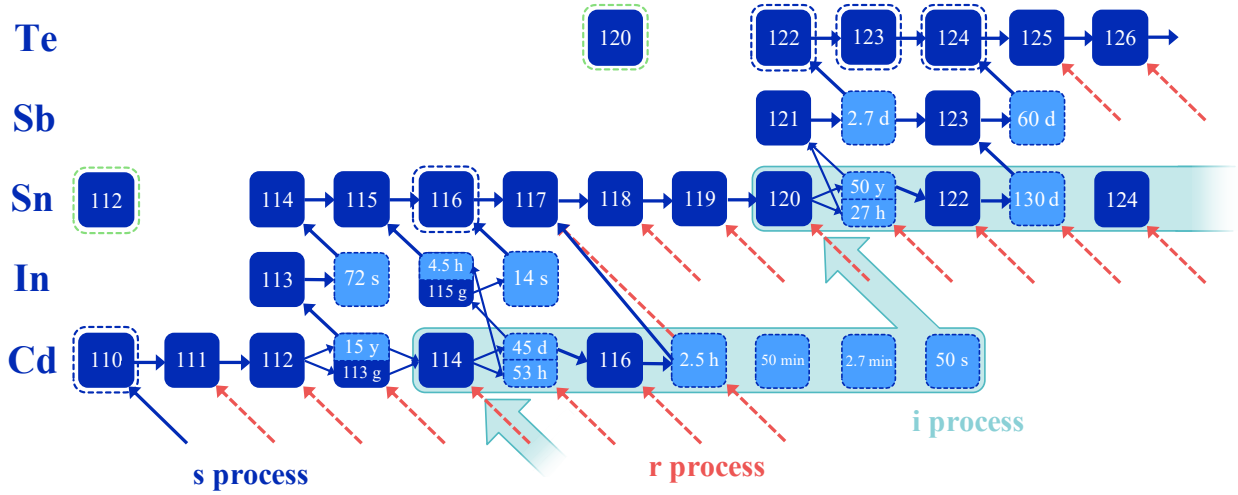 Te 120 122 123 124 125 126
Sb 121 2.7 d 123 60 d
Sn 112 114 115 116 117 118 119 120 50 y 27 h 122 130 d 124
In 113 72 s 4.5 h 115 g 14 s
Cd 110 111 112 15 y 113 g 114 45 d 53 h 116 2.5 h 50 min 2.7 min 50 s
i process
s process
r process